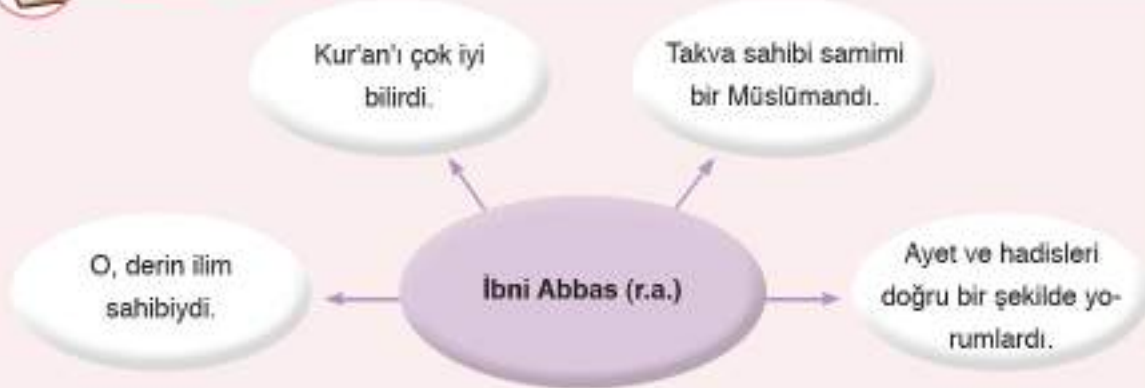 Kur'an'ı çok iyi
bilirdi.
Takva sahibi samimi
bir Müslümandı.
O, derin ilim
sahibiydi.
İbni Abbas (r.a.)
Ayet ve hadisleri
doğru bir şekilde yo-
rumlardı.